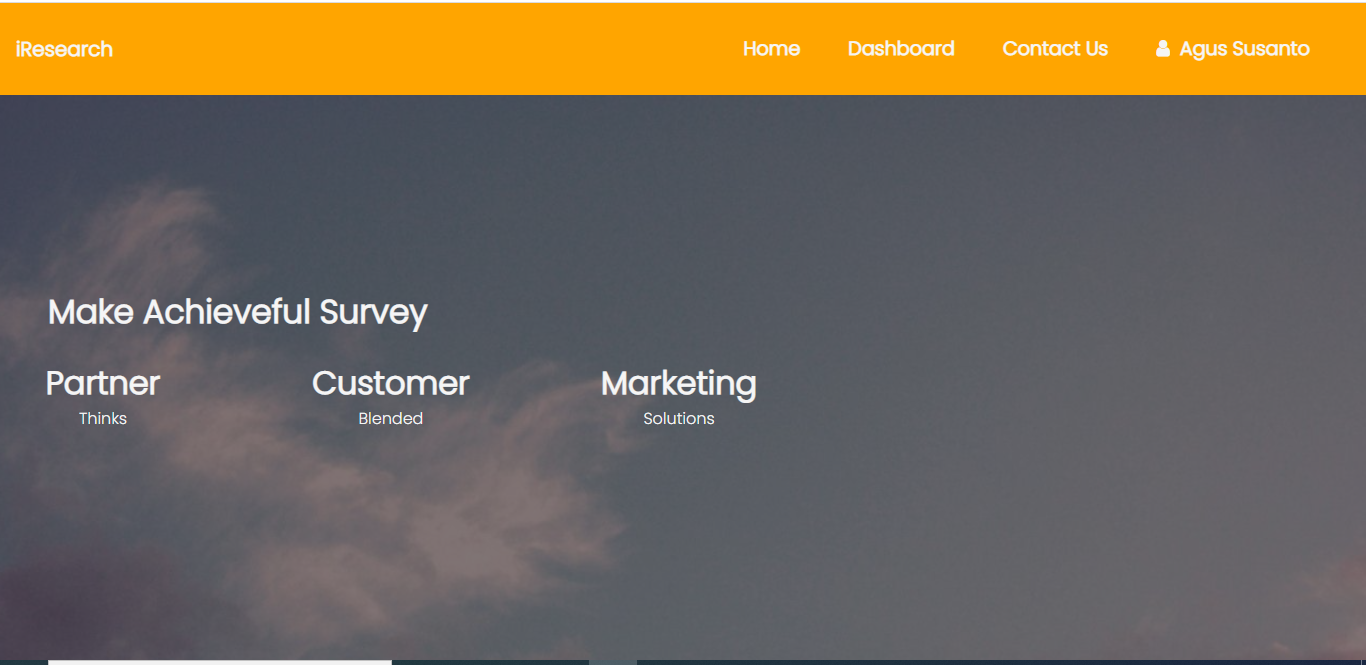 iResearch Home Dashboard Contact Us Agus Susanto
Make Achieveful Survey
Partner Customer Marketing
Thinks Blended Solutions